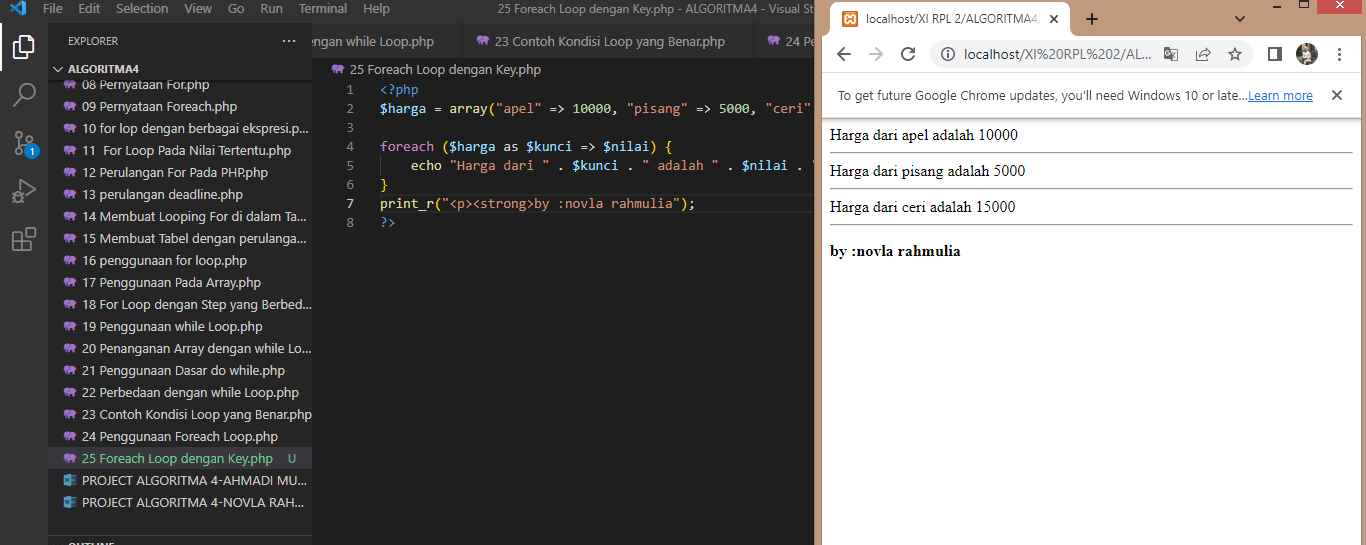 File Edit Selection View Go Run Terminal Help 25 Foreach Loop dengan Key.php - ALGORITMA4 - Visual
EXPLORER ...
ALGORITMA4
08 Pernyataan For.php
09 Pernyataan Foreach.php
10 for lop dengan berbagai ekspresi.p...
11 For Loop Pada Nilai Tertentu.php
12 Perulangan For Pada PHP.php
13 perulangan deadline.php
14 Membuat Looping For di dalam Ta...
15 Membuat Tabel dengan perulanga...
16 penggunaan for loop.php
17 Penggunaan Pada Array.php
18 For Loop dengan Step yang Berbed...
19 Penggunaan while Loop.php
20 Penanganan Array dengan while Lo...
21 Penggunaan Dasar do while.php
22 Perbedaan dengan while Loop.php
23 Contoh Kondisi Loop yang Benar.php
24 Penggunaan Foreach Loop.php
25 Foreach Loop dengan Key.php U
PROJECT ALGORITMA 4-AHMADI MU...
PROJECT ALGORITMA 4-NOVLA RAH...
OUTLINE
1
while Loop.php 23 Contoh Kondisi Loop yang Benar.php 24
25 Foreach Loop dengan Key.php
1 <?php
2 $harga = array("apel" => 10000, "pisang" => 5000, "ceri"
3
4 foreach ($harga as $kunci => $nilai) {
5 echo "Harga dari " . $kunci . " adalah " . $nilai . "
6 }
7 print_r("<p><strong>by :novla rahmulia");
8 ?>
localhost/XI RPL 2/ALGORITMA4/
localhost/XI%20RPL%202/AL...
To get future Google Chrome updates, you'll need Windows 10 or late...Learn more
Harga dari apel adalah 10000
Harga dari pisang adalah 5000
Harga dari ceri adalah 15000
by :novla rahmulia